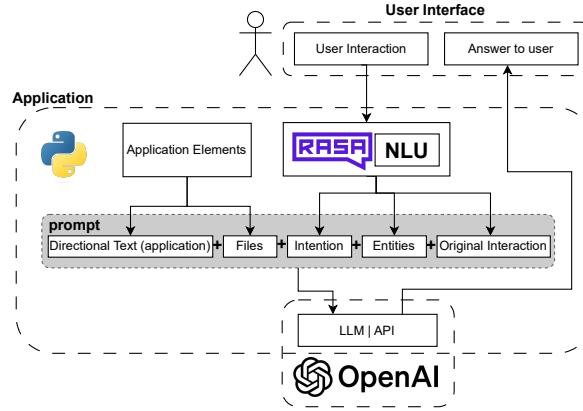 User Interface
User Interaction
Answer to user
Application
Application Elements
RASA
NLU
prompt
Directional Text (application) + Files + Intention + Entities + Original Interaction
LLM | API
OpenAI